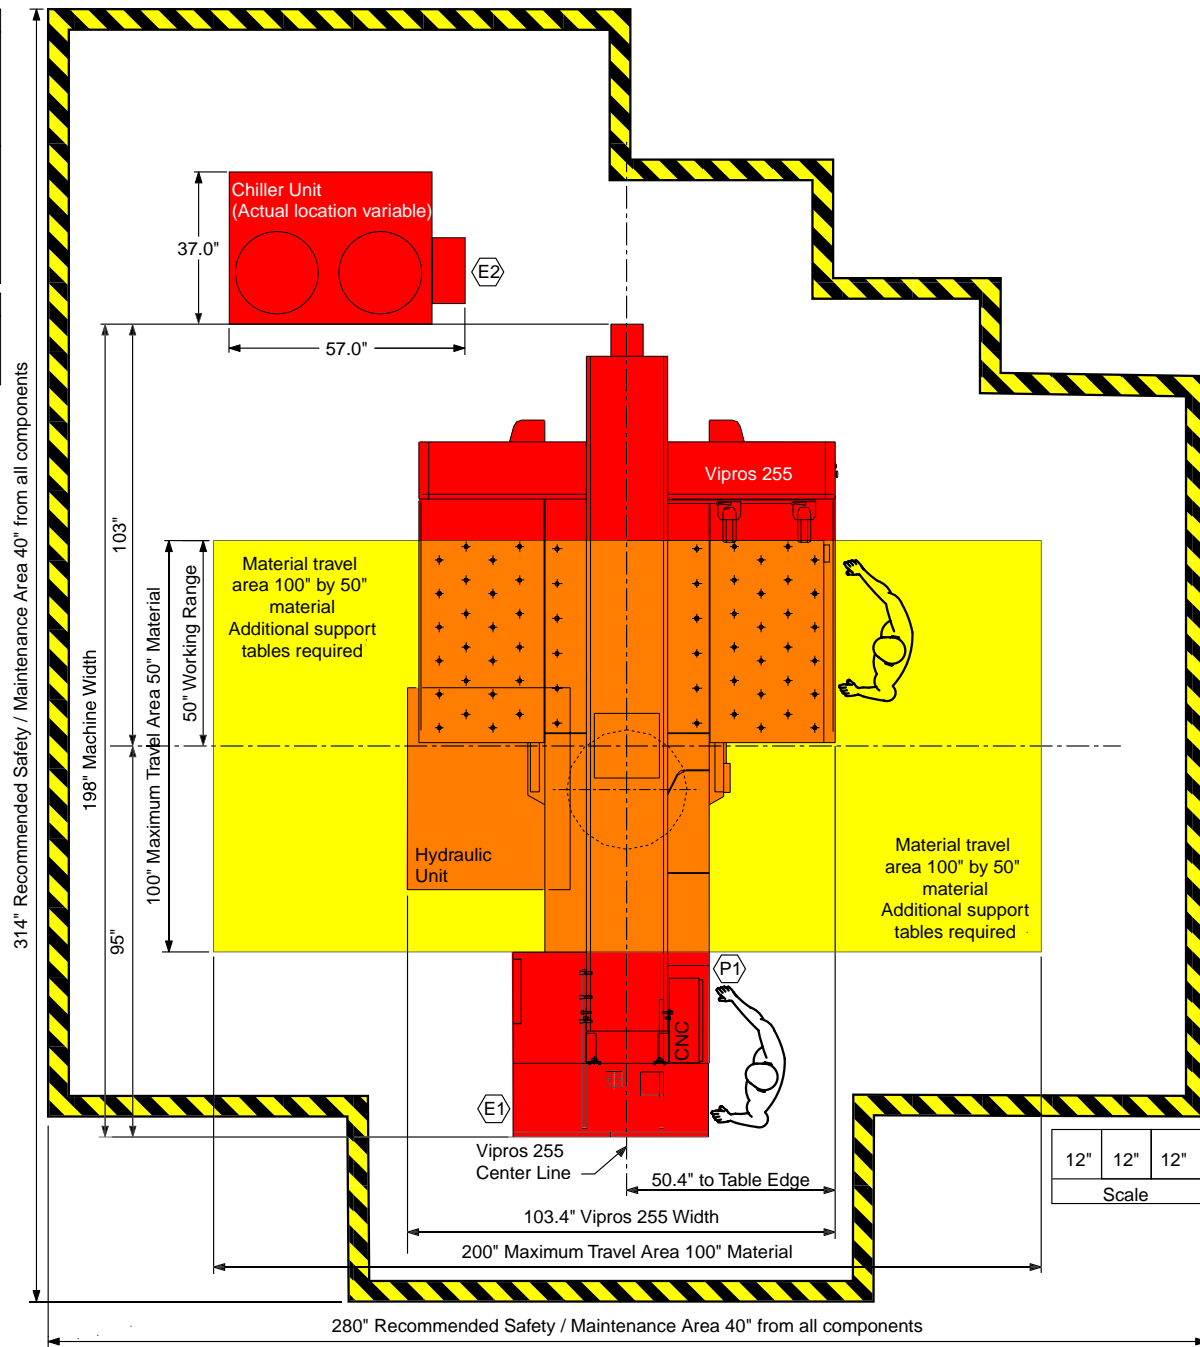 Chiller Unit
(Actual location variable)
37.0"
E2
57.0"
Vipros 255
314" Recommended Safety / Maintenance Area 40" from all components
198" Machine Width
103"
95"
100" Maximum Travel Area 50" Material
50" Working Range
Material travel
area 100" by 50"
material
Additional support
tables required
Hydraulic
Unit
Material travel
area 100" by 50"
material
Additional support
tables required
P1
CNC
E1
Vipros 255
Center Line
50.4" to Table Edge
103.4" Vipros 255 Width
200" Maximum Travel Area 100" Material
280" Recommended Safety / Maintenance Area 40" from all components
12" 12" 12"
Scale